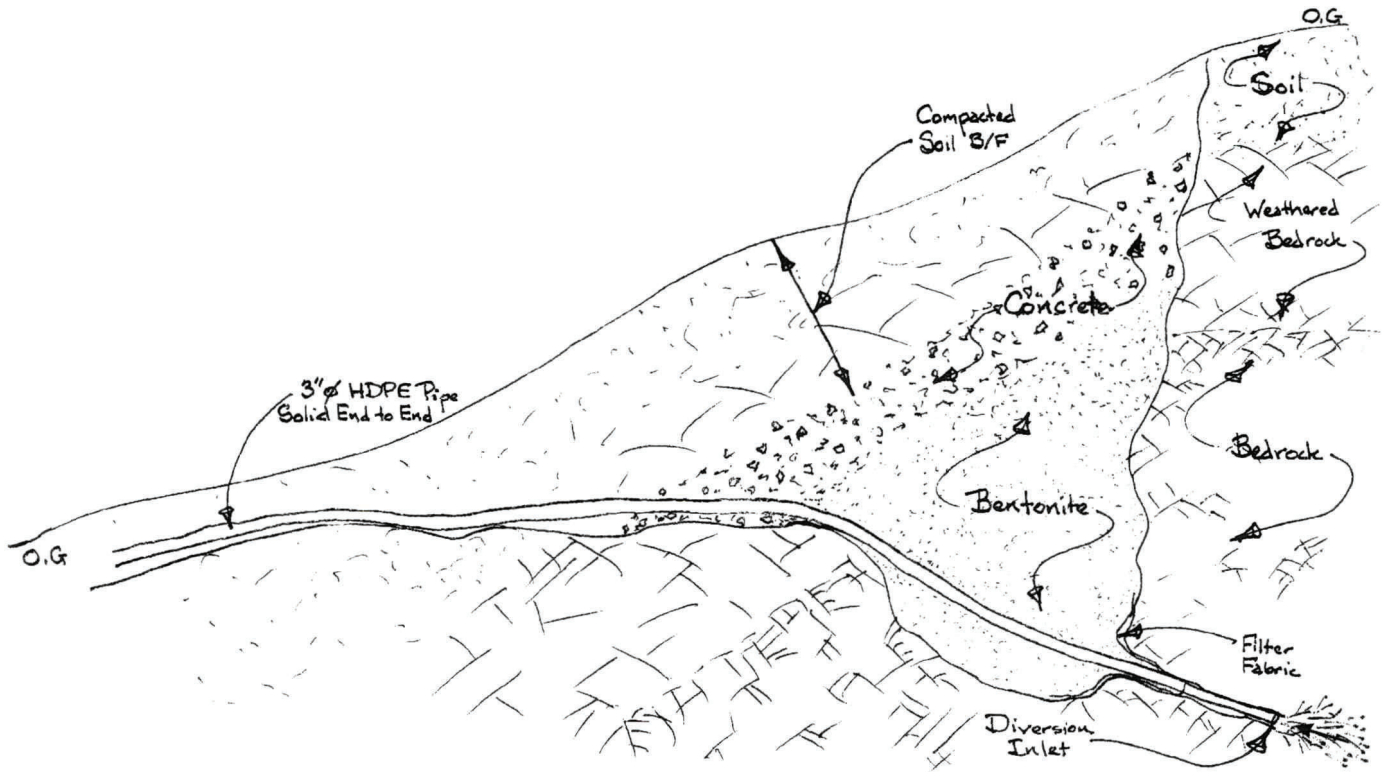 O.G
Soil
Compacted
Soil B/F
Weathered
Bedrock
Concrete
3"ø HDPE Pipe
Solid End to End
Bedrock
Bentonite
O.G
Filter
Fabric
Diversion
Inlet